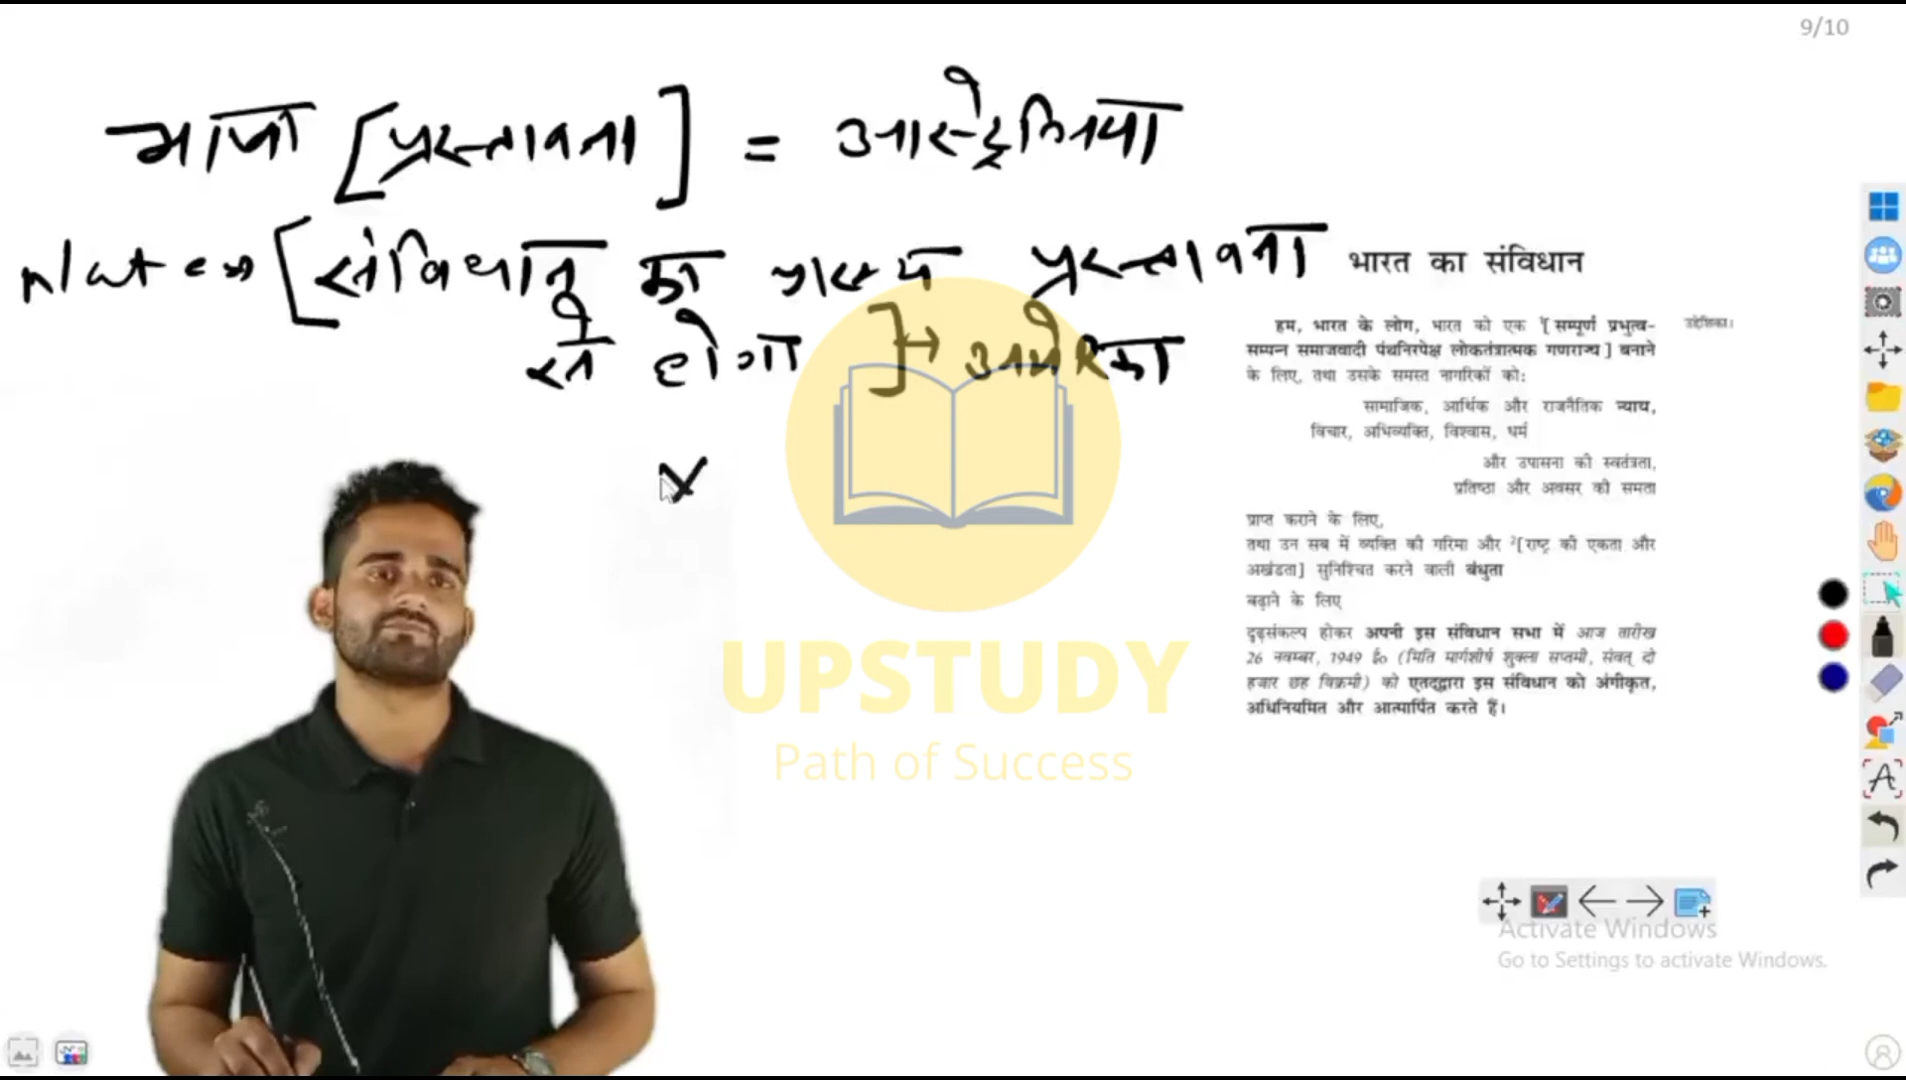 9/10
भाषा [प्रस्तावना] = आस्ट्रेलिया
[संविधान का प्रारम्भ प्रस्तावना
से होगा] → अमेरिका
भारत का संविधान
उद्देशिका।
हम, भारत के लोग, भारत को एक ¹[सम्पूर्ण प्रभुत्व-
सम्पन्न समाजवादी पंथनिरपेक्ष लोकतंत्रात्मक गणराज्य] बनाने
के लिए, तथा उसके समस्त नागरिकों को:
सामाजिक, आर्थिक और राजनैतिक न्याय,
विचार, अभिव्यक्ति, विश्वास, धर्म
और उपासना की स्वतंत्रता,
प्रतिष्ठा और अवसर की समता
प्राप्त कराने के लिए,
तथा उन सब में व्यक्ति की गरिमा और ²[राष्ट्र की एकता और
अखंडता] सुनिश्चित करने वाली बंधुता
बढ़ाने के लिए
दृढ़संकल्प होकर अपनी इस संविधान सभा में आज तारीख
26 नवम्बर, 1949 ई० (मिति मार्गशीर्ष शुक्ला सप्तमी, संवत् दो
हजार छह विक्रमी) को एतद्द्वारा इस संविधान को अंगीकृत,
अधिनियमित और आत्मार्पित करते हैं।
UPSTUDY
Path of Success
Activate Windows
Go to Settings to activate Windows.